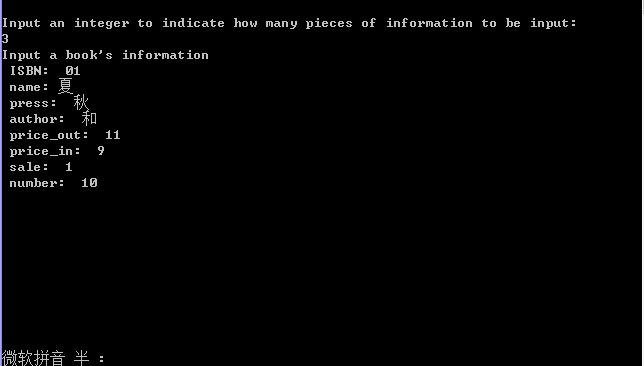 Input an integer to indicate how many pieces of information to be input:
3
Input a book's information
ISBN:  01
name: 夏
press:  秋
author:  和
price_out:  11
price_in:  9
sale:  1
number:  10
微软拼音 半 :